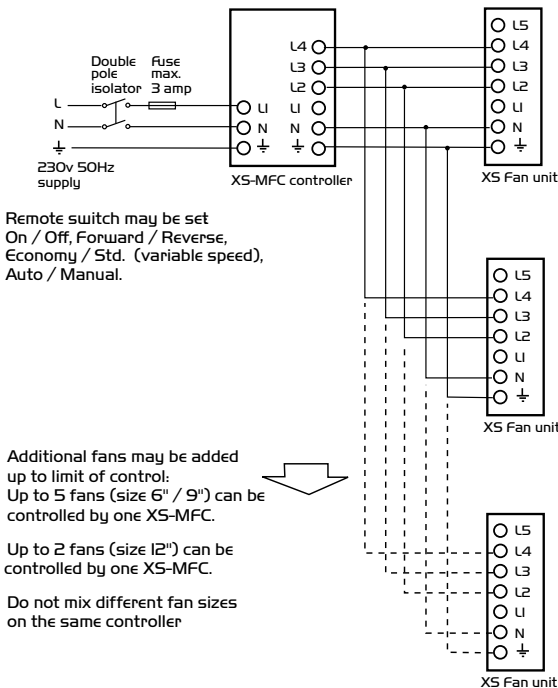 Double
pole
isolator
Fuse
max.
3 amp
L
N
230v 50Hz
supply
L4
L3
L2
L1 L1
N N
XS-MFC controller
L5
L4
L3
L2
L1
N
XS Fan unit
Remote switch may be set
On / Off, Forward / Reverse,
Economy / Std. (variable speed),
Auto / Manual.
L5
L4
L3
L2
L1
N
XS Fan unit
Additional fans may be added
up to limit of control:
Up to 5 fans (size 6" / 9") can be
controlled by one XS-MFC.
Up to 2 fans (size 12") can be
controlled by one XS-MFC.
Do not mix different fan sizes
on the same controller
L5
L4
L3
L2
L1
N
XS Fan unit